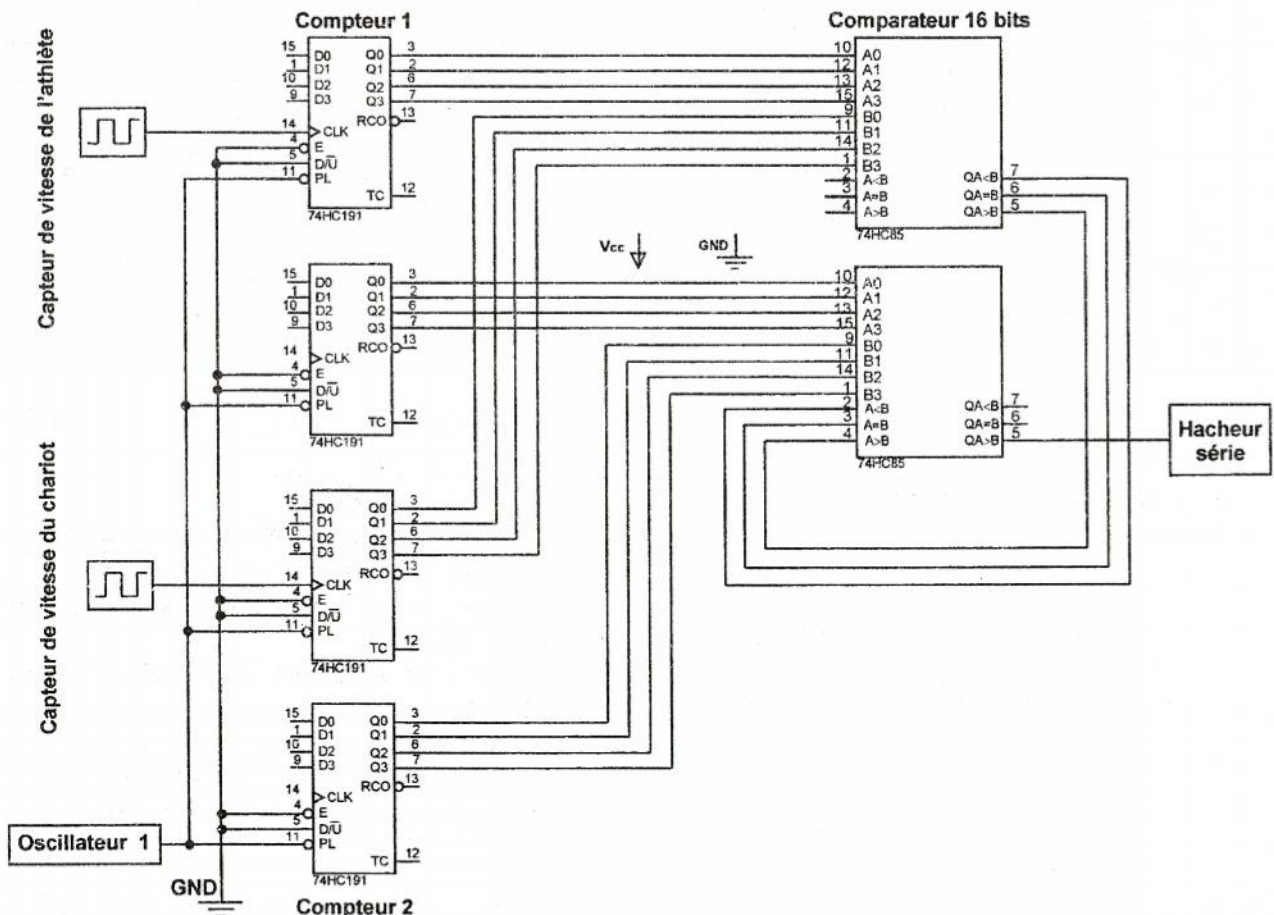 Compteur 1
Comparateur 16 bits
Capteur de vitesse de l'athlète
15 D0 Q0 3
1 D1 Q1 2
10 D2 Q2 6
9 D3 Q3 7
RCO 13
14 CLK
4 E
5 D/U̅
11 PL
TC 12
74HC191
10 A0
12 A1
13 A2
15 A3
9 B0
11 B1
14 B2
1 B3
2 A<B QA<B 7
3 A=B QA=B 6
4 A>B QA>B 5
74HC85
Vcc
GND
15 D0 Q0 3
1 D1 Q1 2
10 D2 Q2 6
9 D3 Q3 7
RCO 13
14 CLK
4 E
5 D/U̅
11 PL
TC 12
74HC191
10 A0
12 A1
13 A2
15 A3
9 B0
11 B1
14 B2
1 B3
2 A<B QA<B 7
3 A=B QA=B 6
4 A>B QA>B 5
74HC85
Hacheur
série
Capteur de vitesse du chariot
15 D0 Q0 3
1 D1 Q1 2
10 D2 Q2 6
9 D3 Q3 7
RCO 13
14 CLK
4 E
5 D/U̅
11 PL
TC 12
74HC191
15 D0 Q0 3
1 D1 Q1 2
10 D2 Q2 6
9 D3 Q3 7
RCO 13
14 CLK
4 E
5 D/U̅
11 PL
TC 12
74HC191
Oscillateur 1
GND
Compteur 2